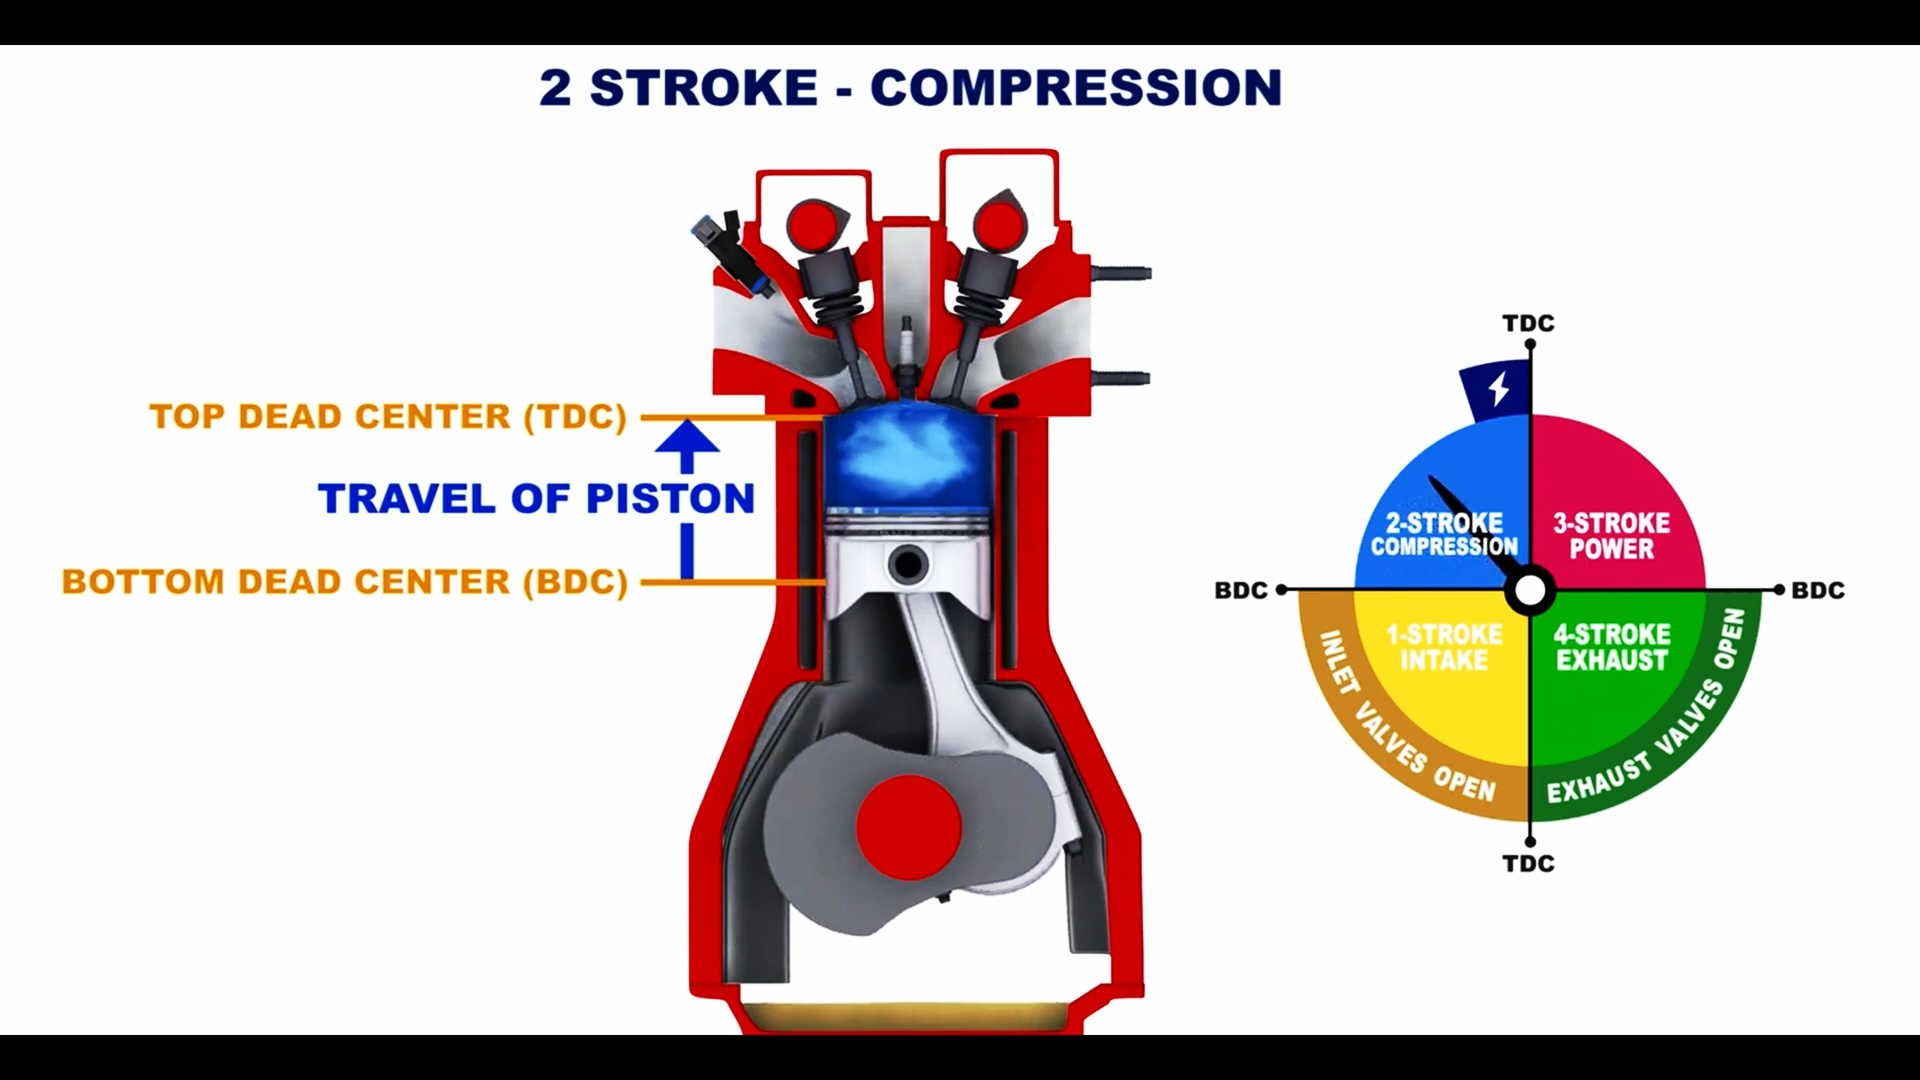 2 STROKE - COMPRESSION
TOP DEAD CENTER (TDC)
TRAVEL OF PISTON
BOTTOM DEAD CENTER (BDC)
TDC
2-STROKE
COMPRESSION
3-STROKE
POWER
BDC
BDC
1-STROKE
INTAKE
4-STROKE
EXHAUST
INLET VALVES OPEN
EXHAUST VALVES OPEN
TDC